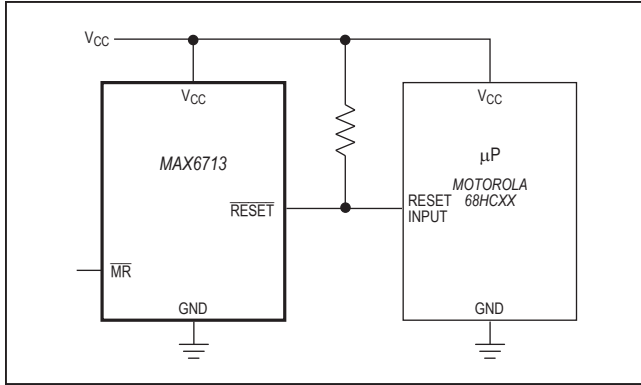 VCC
VCC
MAX6713
RESET
MR
GND
VCC
μP
MOTOROLA
68HCXX
RESET
INPUT
GND